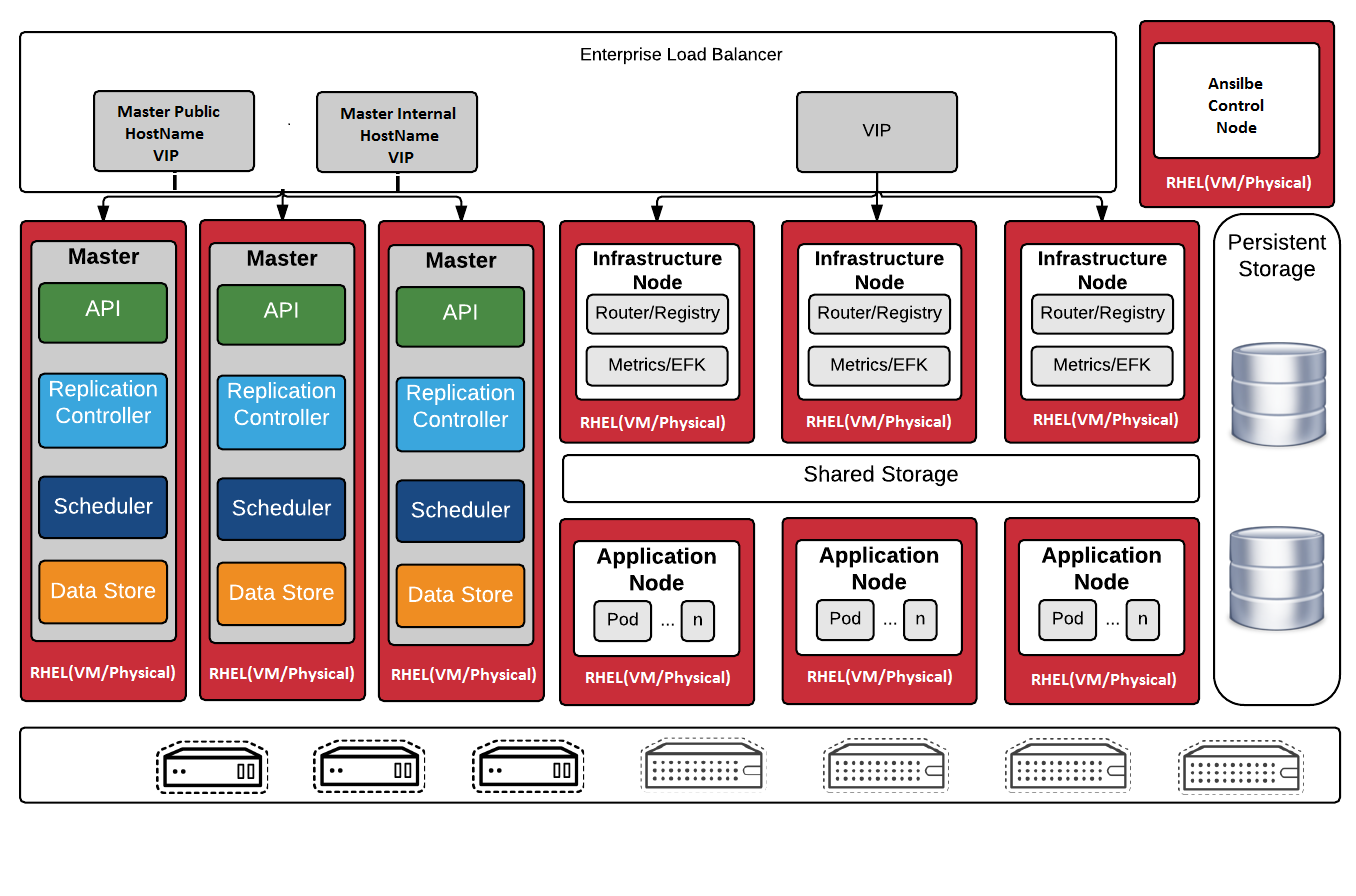 Enterprise Load Balancer
Master Public
HostName
VIP
Master Internal
HostName
VIP
VIP
Ansilbe
Control
Node
RHEL(VM/Physical)
Master
API
Replication
Controller
Scheduler
Data Store
RHEL(VM/Physical)
Master
API
Replication
Controller
Scheduler
Data Store
RHEL(VM/Physical)
Master
API
Replication
Controller
Scheduler
Data Store
RHEL(VM/Physical)
Infrastructure
Node
Router/Registry
Metrics/EFK
RHEL(VM/Physical)
Infrastructure
Node
Router/Registry
Metrics/EFK
RHEL(VM/Physical)
Infrastructure
Node
Router/Registry
Metrics/EFK
RHEL(VM/Physical)
Shared Storage
Application
Node
Pod ... n
RHEL(VM/Physical)
Application
Node
Pod ... n
RHEL(VM/Physical)
Application
Node
Pod ... n
RHEL(VM/Physical)
Persistent
Storage